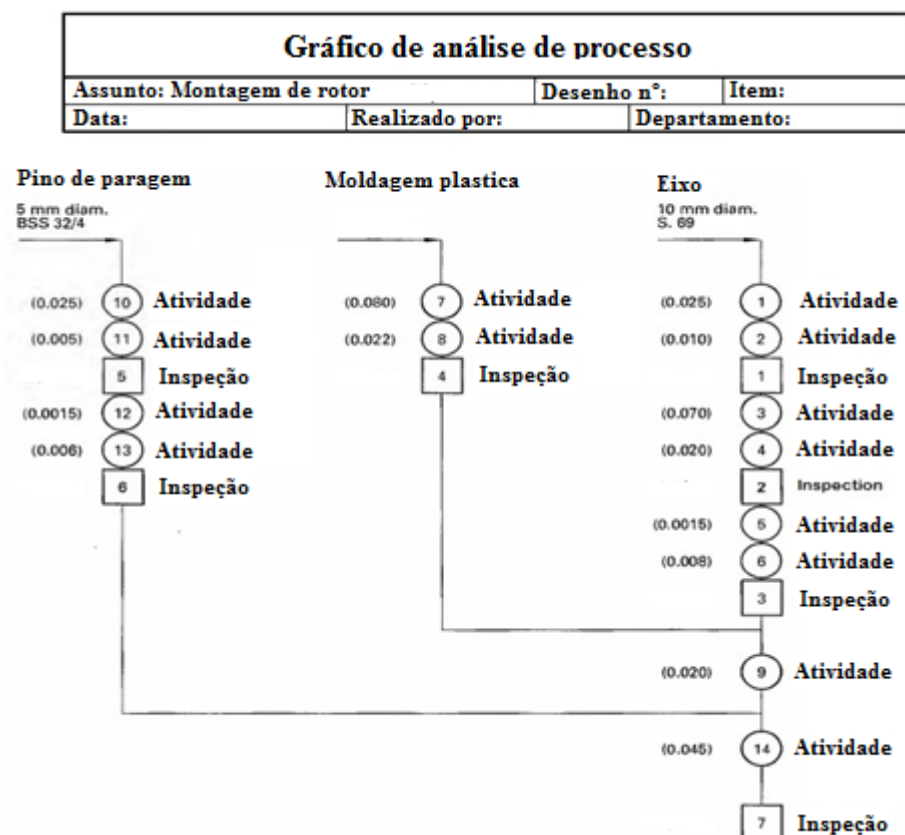 Gráfico de análise de processo
Assunto: Montagem de rotor
Desenho n°:
Item:
Data:
Realizado por:
Departamento:
Pino de paragem
5 mm diam.
BSS 32/4
(0.025) 10 Atividade
(0.005) 11 Atividade
5 Inspeção
(0.0015) 12 Atividade
(0.006) 13 Atividade
6 Inspeção
Moldagem plastica
(0.080) 7 Atividade
(0.022) 8 Atividade
4 Inspeção
Eixo
10 mm diam.
S. 69
(0.025) 1 Atividade
(0.010) 2 Atividade
1 Inspeção
(0.070) 3 Atividade
(0.020) 4 Atividade
2 Inspection
(0.0015) 5 Atividade
(0.008) 6 Atividade
3 Inspeção
(0.020) 9 Atividade
(0.045) 14 Atividade
7 Inspeção